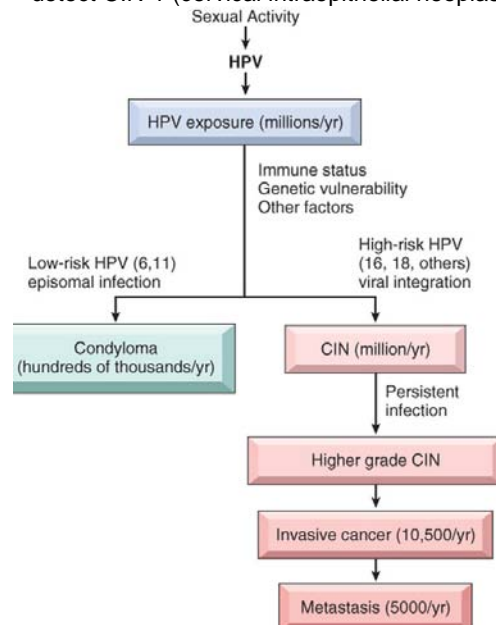 Sexual Activity
HPV
HPV exposure (millions/yr)
Immune status
Genetic vulnerability
Other factors
Low-risk HPV (6,11)
episomal infection
High-risk HPV
(16, 18, others)
viral integration
Condyloma
(hundreds of thousands/yr)
CIN (million/yr)
Persistent
infection
Higher grade CIN
Invasive cancer (10,500/yr)
Metastasis (5000/yr)